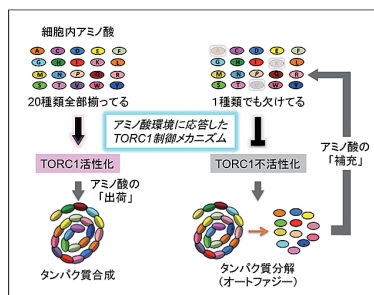 細胞内アミノ酸
A C D E F
G H I K L
M N P Q R
S T V W Y
20種類全部揃ってる
A C D F
G H I L
M N P R
S T V W Y
1種類でも欠けてる
アミノ酸環境に応答した
TORC1制御メカニズム
アミノ酸の
「補充」
TORC1活性化
TORC1不活性化
アミノ酸の
「出荷」
タンパク質合成
タンパク質分解
(オートファジー)